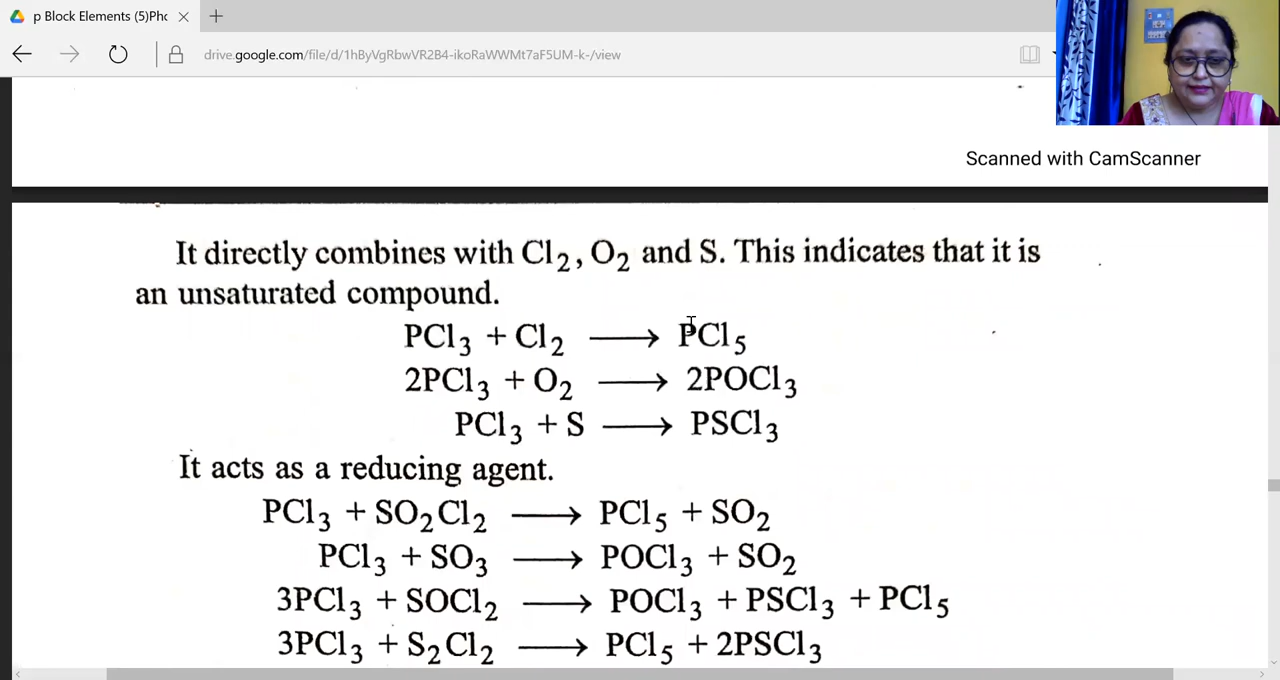 p Block Elements (5)Pho
drive.google.com/file/d/1hByVgRbwVR2B4-ikoRaWWMt7aF5UM-k-/view
Scanned with CamScanner
It directly combines with Cl₂, O₂ and S. This indicates that it is
an unsaturated compound.
PCl₃ + Cl₂ ⟶ PCl₅
2PCl₃ + O₂ ⟶ 2POCl₃
PCl₃ + S ⟶ PSCl₃
It acts as a reducing agent.
PCl₃ + SO₂Cl₂ ⟶ PCl₅ + SO₂
PCl₃ + SO₃ ⟶ POCl₃ + SO₂
3PCl₃ + SOCl₂ ⟶ POCl₃ + PSCl₃ + PCl₅
3PCl₃ + S₂Cl₂ ⟶ PCl₅ + 2PSCl₃